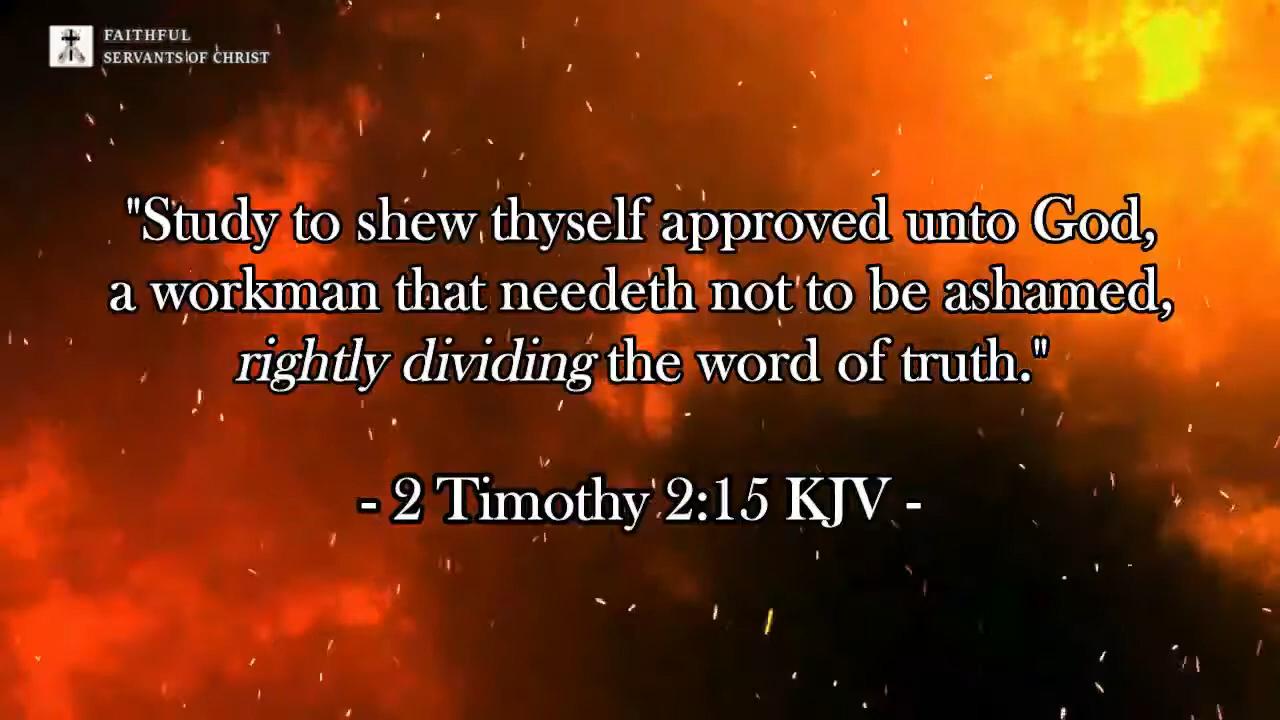 FAITHFUL
SERVANTS OF CHRIST
"Study to shew thyself approved unto God,
a workman that needeth not to be ashamed,
rightly dividing the word of truth."
- 2 Timothy 2:15 KJV -